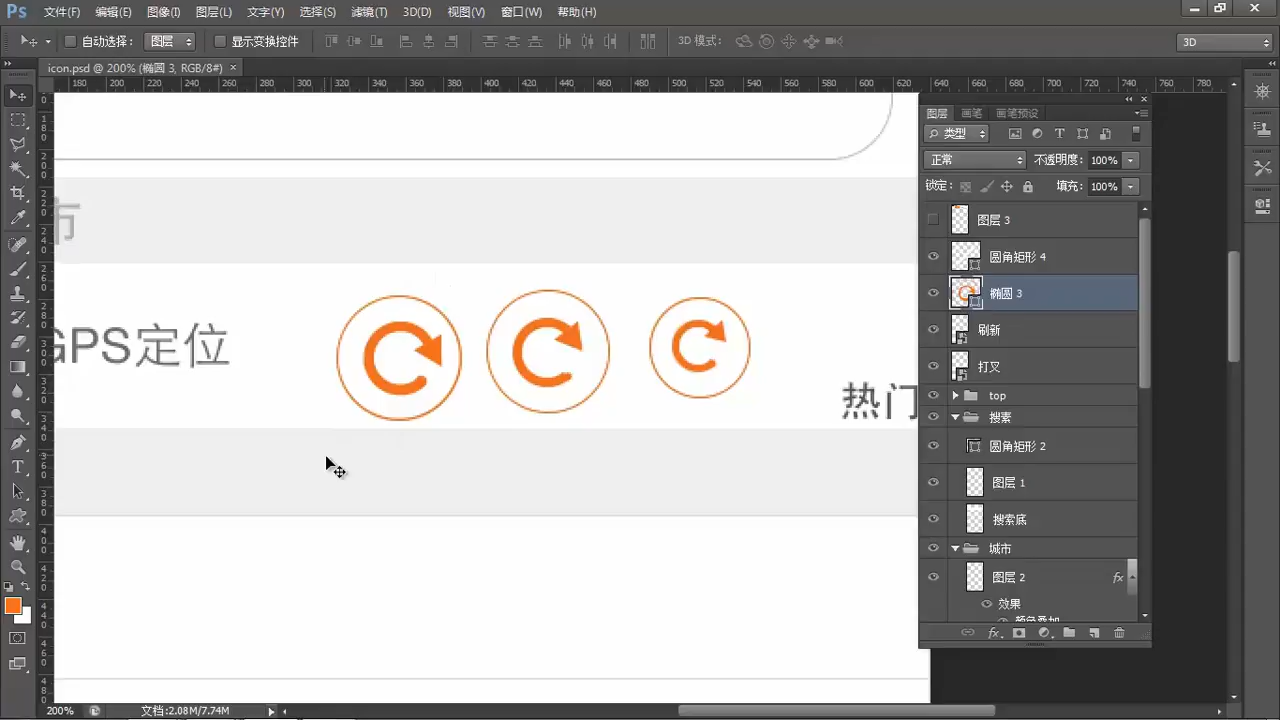 Ps 文件(F) 编辑(E) 图像(I) 图层(L) 文字(Y) 选择(S) 滤镜(T) 3D(D) 视图(V) 窗口(W) 帮助(H)
自动选择： 图层 显示变换控件 3D 模式： 3D
icon.psd @ 200% (椭圆 3, RGB/8#) ×
180 200 220 240 260 280 300 320 340 360 380 400 420 440 460 480 500 520 540 560 580 600 620 640 660 680 700 720 740 760 780
图层 画笔 画笔预设
类型
正常 不透明度： 100%
锁定： 填充： 100%
图层 3
市
圆角矩形 4
椭圆 3
刷新
GPS定位
打叉
热门
top
搜素
圆角矩形 2
图层 1
搜索底
城市
图层 2 fx
效果
颜色叠加
fx
200% 文档:2.08M/7.74M